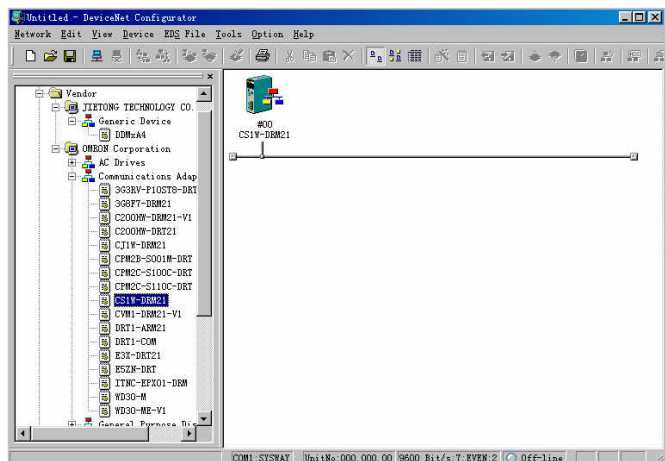 Untitled - DeviceNet Configurator
Network Edit View Device EDS File Tools Option Help
Vendor
JIETONG TECHNOLOGY CO.
Generic Device
DDMxA4
OMRON Corporation
AC Drives
Communications Adap
3G3RV-P10ST8-DRT
3G8F7-DRM21
C200HW-DRM21-V1
C200HW-DRT21
CJ1W-DRM21
CPM2B-S001M-DRT
CPM2C-S100C-DRT
CPM2C-S110C-DRT
CS1W-DRM21
CVM1-DRM21-V1
DRT1-ARM21
DRT1-COM
E3X-DRT21
E5ZN-DRT
ITNC-EPX01-DRM
WD30-M
WD30-ME-V1
General Purpose Dis
#00
CS1W-DRM21
COM1:SYSWAY UnitNo:000.000.00 9600 Bit/s:7:EVEN:2 Off-line